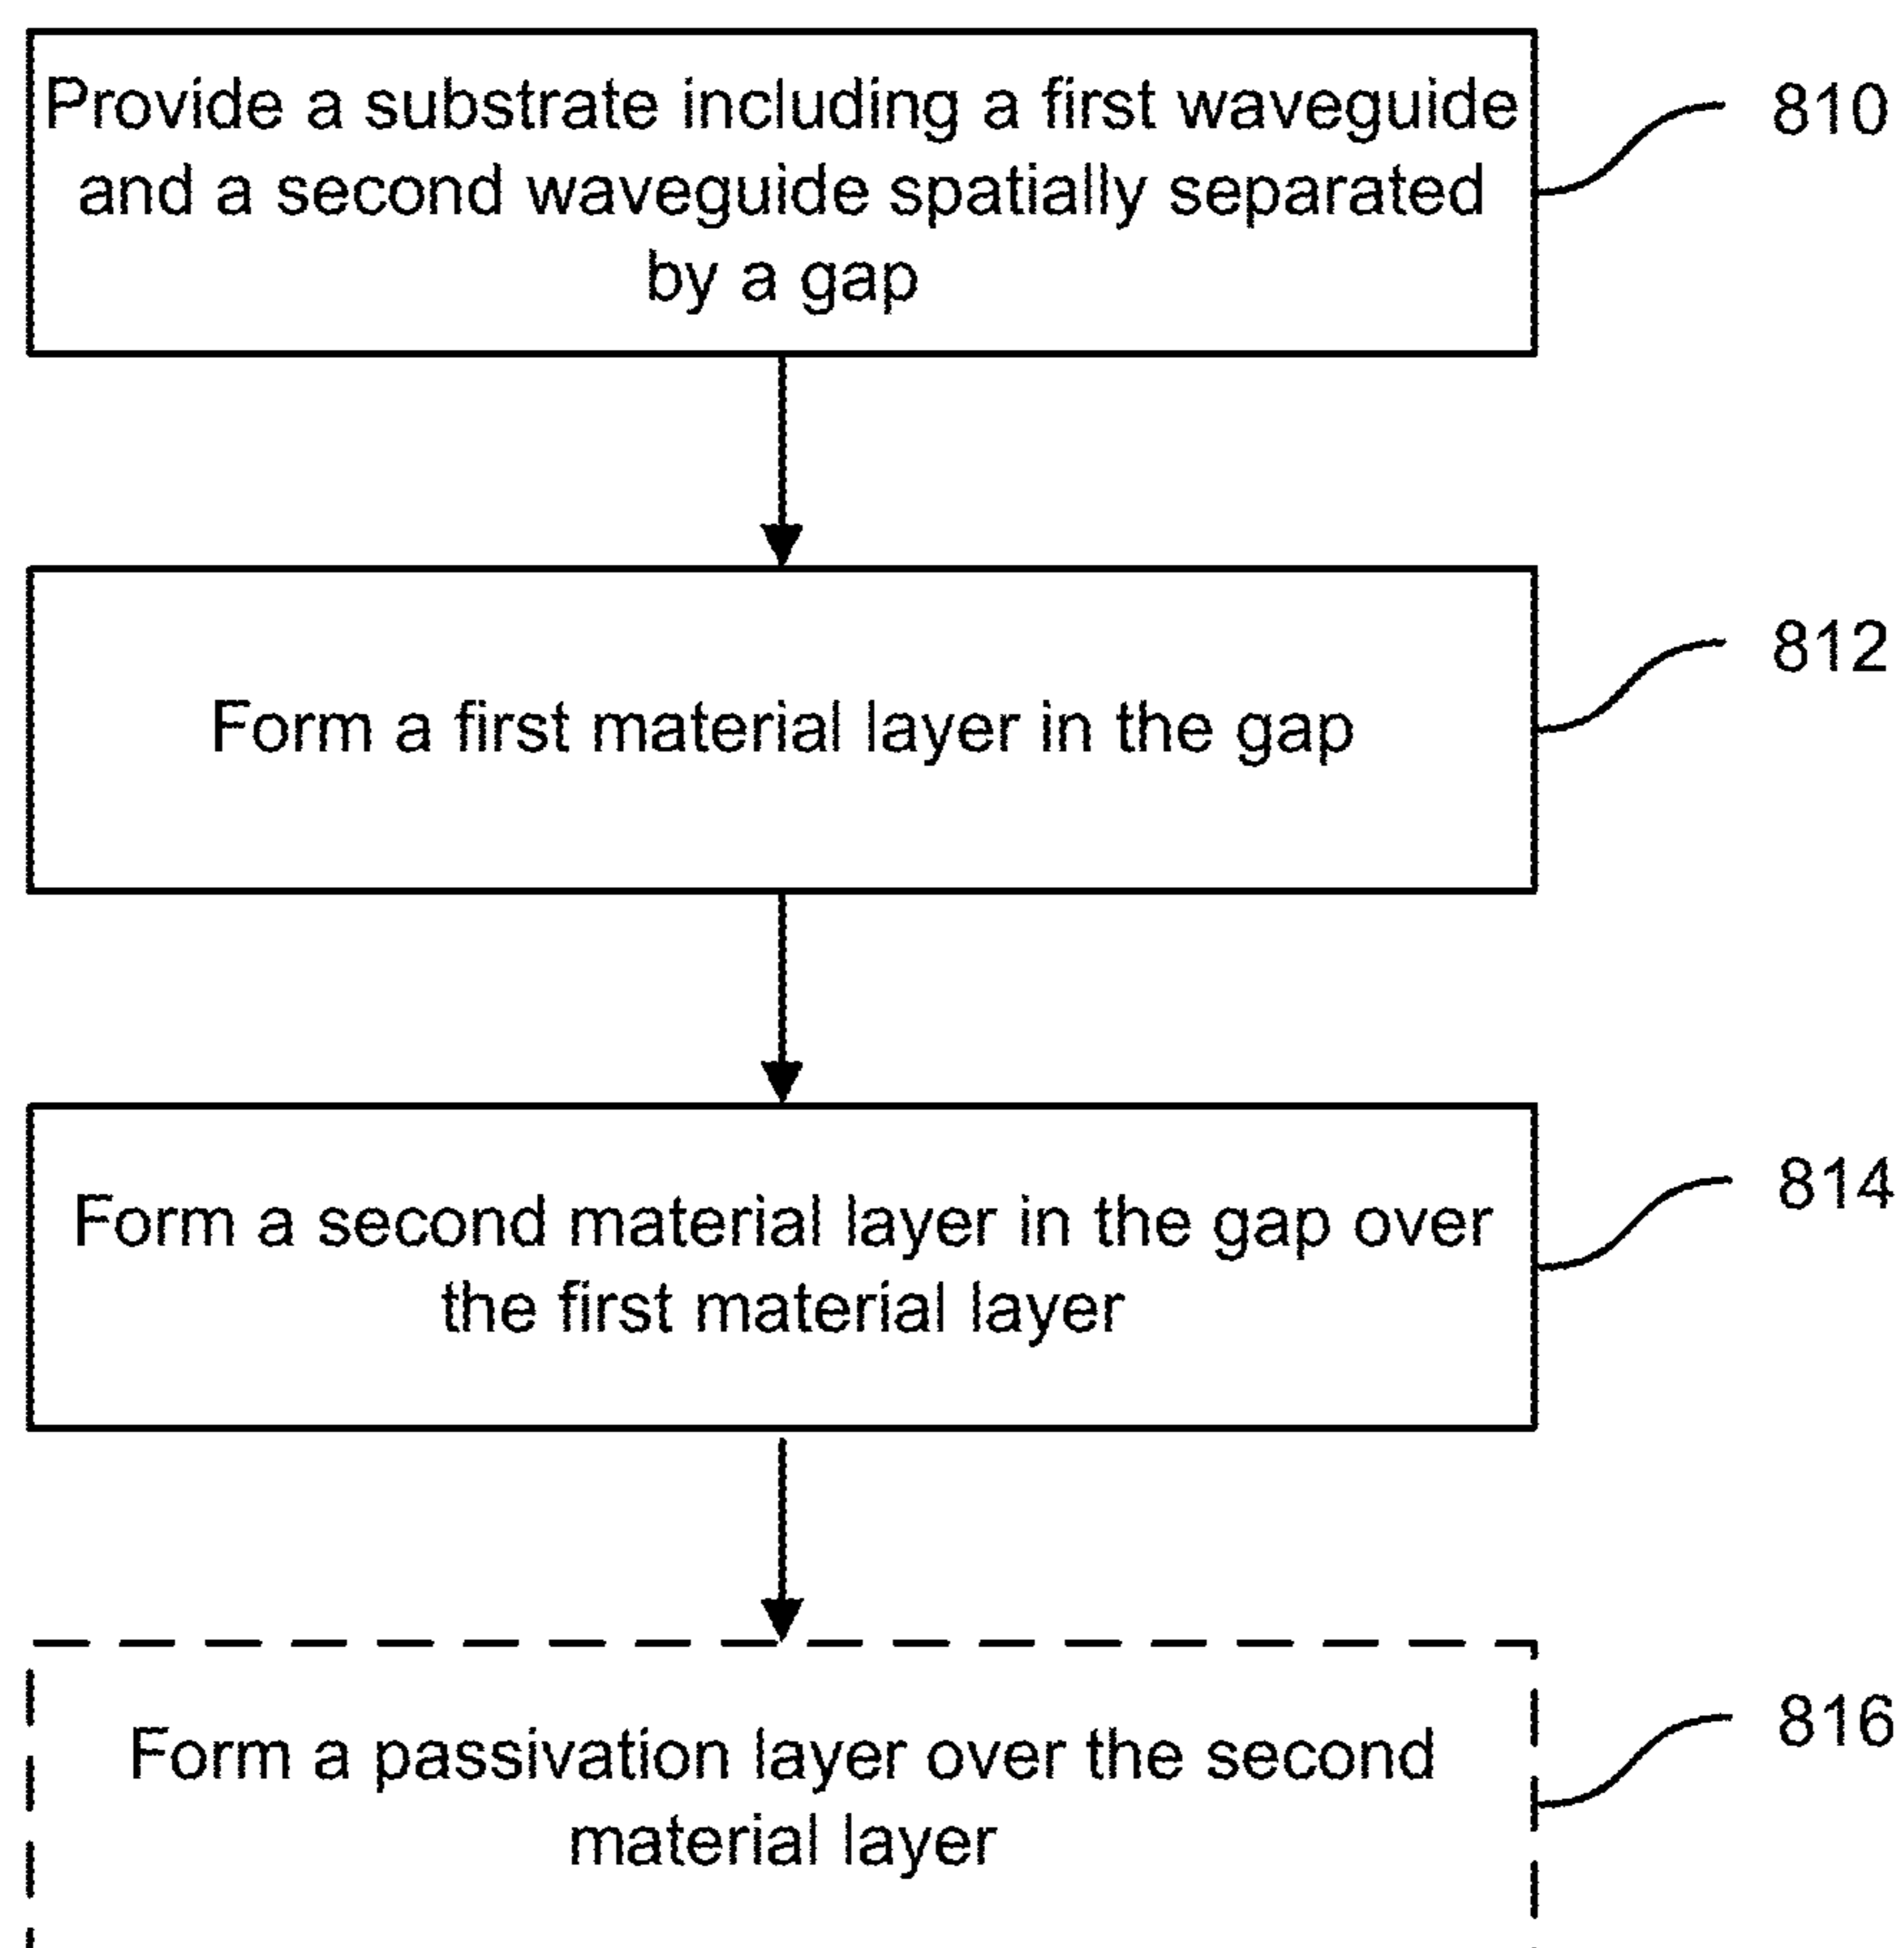 Provide a substrate including a first waveguide
and a second waveguide spatially separated
by a gap
810
Form a first material layer in the gap
812
Form a second material layer in the gap over
the first material layer
814
Form a passivation layer over the second
material layer
816